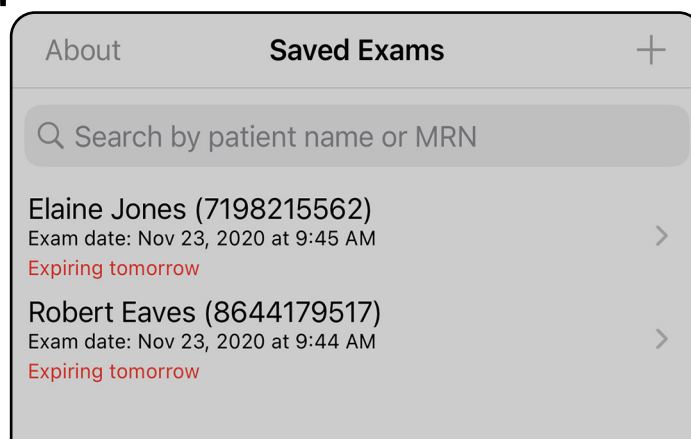 About
Saved Exams
Search by patient name or MRN
Elaine Jones (7198215562)
Exam date: Nov 23, 2020 at 9:45 AM
Expiring tomorrow
Robert Eaves (8644179517)
Exam date: Nov 23, 2020 at 9:44 AM
Expiring tomorrow